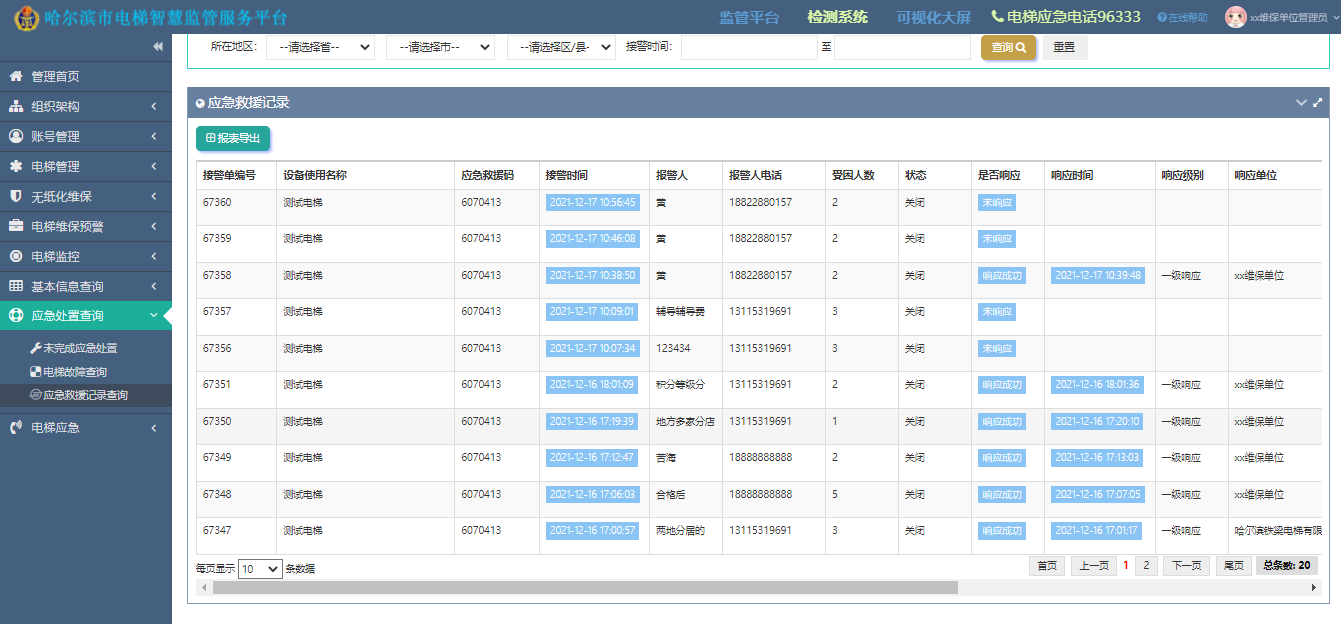 哈尔滨市电梯智慧监管服务平台 监管平台 检测系统 可视化大屏 电梯应急电话96333 在线帮助 xx维保单位管理员
所在地区: --请选择省-- --请选择市-- --请选择区/县- 接警时间: 至 查询 重置
管理首页
组织架构
账号管理
电梯管理
无纸化维保
电梯维保预警
电梯监控
基本信息查询
应急处置查询
未完成应急处置
电梯故障查询
应急救援记录查询
电梯应急
应急救援记录
报表导出
接警单编号 设备使用名称 应急救援码 接警时间 报警人 报警人电话 受困人数 状态 是否响应 响应时间 响应级别 响应单位
67360 测试电梯 6070413 2021-12-17 10:56:45 黄 18822880157 2 关闭 未响应
67359 测试电梯 6070413 2021-12-17 10:46:08 黄 18822880157 2 关闭 未响应
67358 测试电梯 6070413 2021-12-17 10:38:50 黄 18822880157 2 关闭 响应成功 2021-12-17 10:39:48 一级响应 xx维保单位
67357 测试电梯 6070413 2021-12-17 10:09:01 辅导辅导费 13115319691 3 关闭 未响应
67356 测试电梯 6070413 2021-12-17 10:07:34 123434 13115319691 3 关闭 未响应
67351 测试电梯 6070413 2021-12-16 18:01:09 积分等级分 13115319691 2 关闭 响应成功 2021-12-16 18:01:36 一级响应 xx维保单位
67350 测试电梯 6070413 2021-12-16 17:19:39 地方多家分店 13115319691 1 关闭 响应成功 2021-12-16 17:20:10 一级响应 xx维保单位
67349 测试电梯 6070413 2021-12-16 17:12:47 苦海 18888888888 2 关闭 响应成功 2021-12-16 17:13:03 一级响应 xx维保单位
67348 测试电梯 6070413 2021-12-16 17:06:03 合格后 18888888888 5 关闭 响应成功 2021-12-16 17:07:05 一级响应 xx维保单位
67347 测试电梯 6070413 2021-12-16 17:00:57 两地分居的 13115319691 3 关闭 响应成功 2021-12-16 17:01:17 一级响应 哈尔滨铁梁电梯有限
每页显示 10 条数据 首页 上一页 1 2 下一页 尾页 总条数: 20